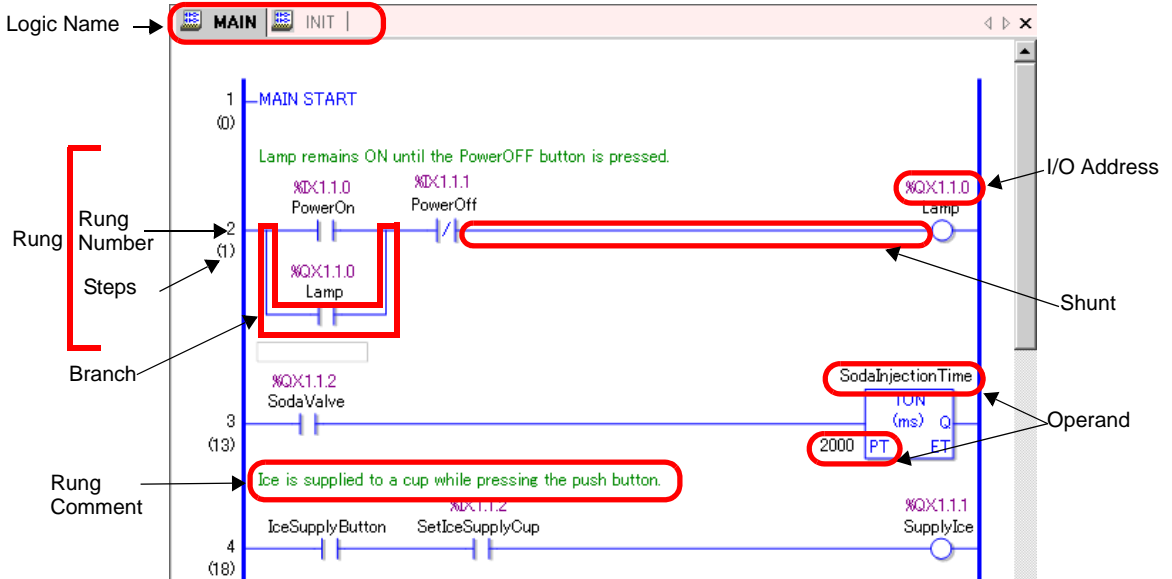 Logic Name
MAIN
INIT
1
(0)
MAIN START
Lamp remains ON until the PowerOFF button is pressed.
%IX1.1.0
PowerOn
%IX1.1.1
PowerOff
%QX1.1.0
Lamp
I/O Address
Rung
Rung
Number
Steps
2
(1)
%QX1.1.0
Lamp
Shunt
Branch
%QX1.1.2
SodaValve
3
(13)
SodaInjectionTime
TON
(ms) Q
2000 PT ET
Operand
Rung
Comment
Ice is supplied to a cup while pressing the push button.
IceSupplyButton
%IX1.1.2
SetIceSupplyCup
%QX1.1.1
SupplyIce
4
(18)